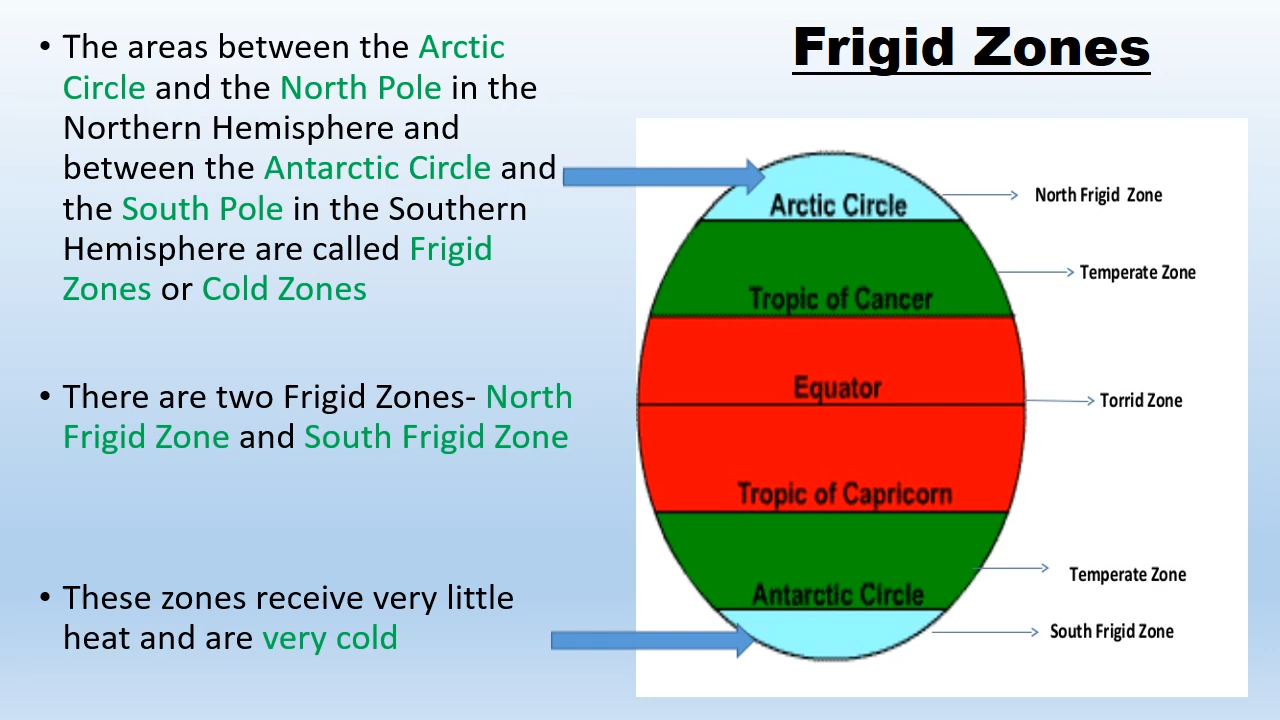 Frigid Zones
• The areas between the Arctic
Circle and the North Pole in the
Northern Hemisphere and
between the Antarctic Circle and
the South Pole in the Southern
Hemisphere are called Frigid
Zones or Cold Zones
• There are two Frigid Zones- North
Frigid Zone and South Frigid Zone
• These zones receive very little
heat and are very cold
Arctic Circle
North Frigid Zone
Temperate Zone
Tropic of Cancer
Equator
Torrid Zone
Tropic of Capricorn
Temperate Zone
Antarctic Circle
South Frigid Zone